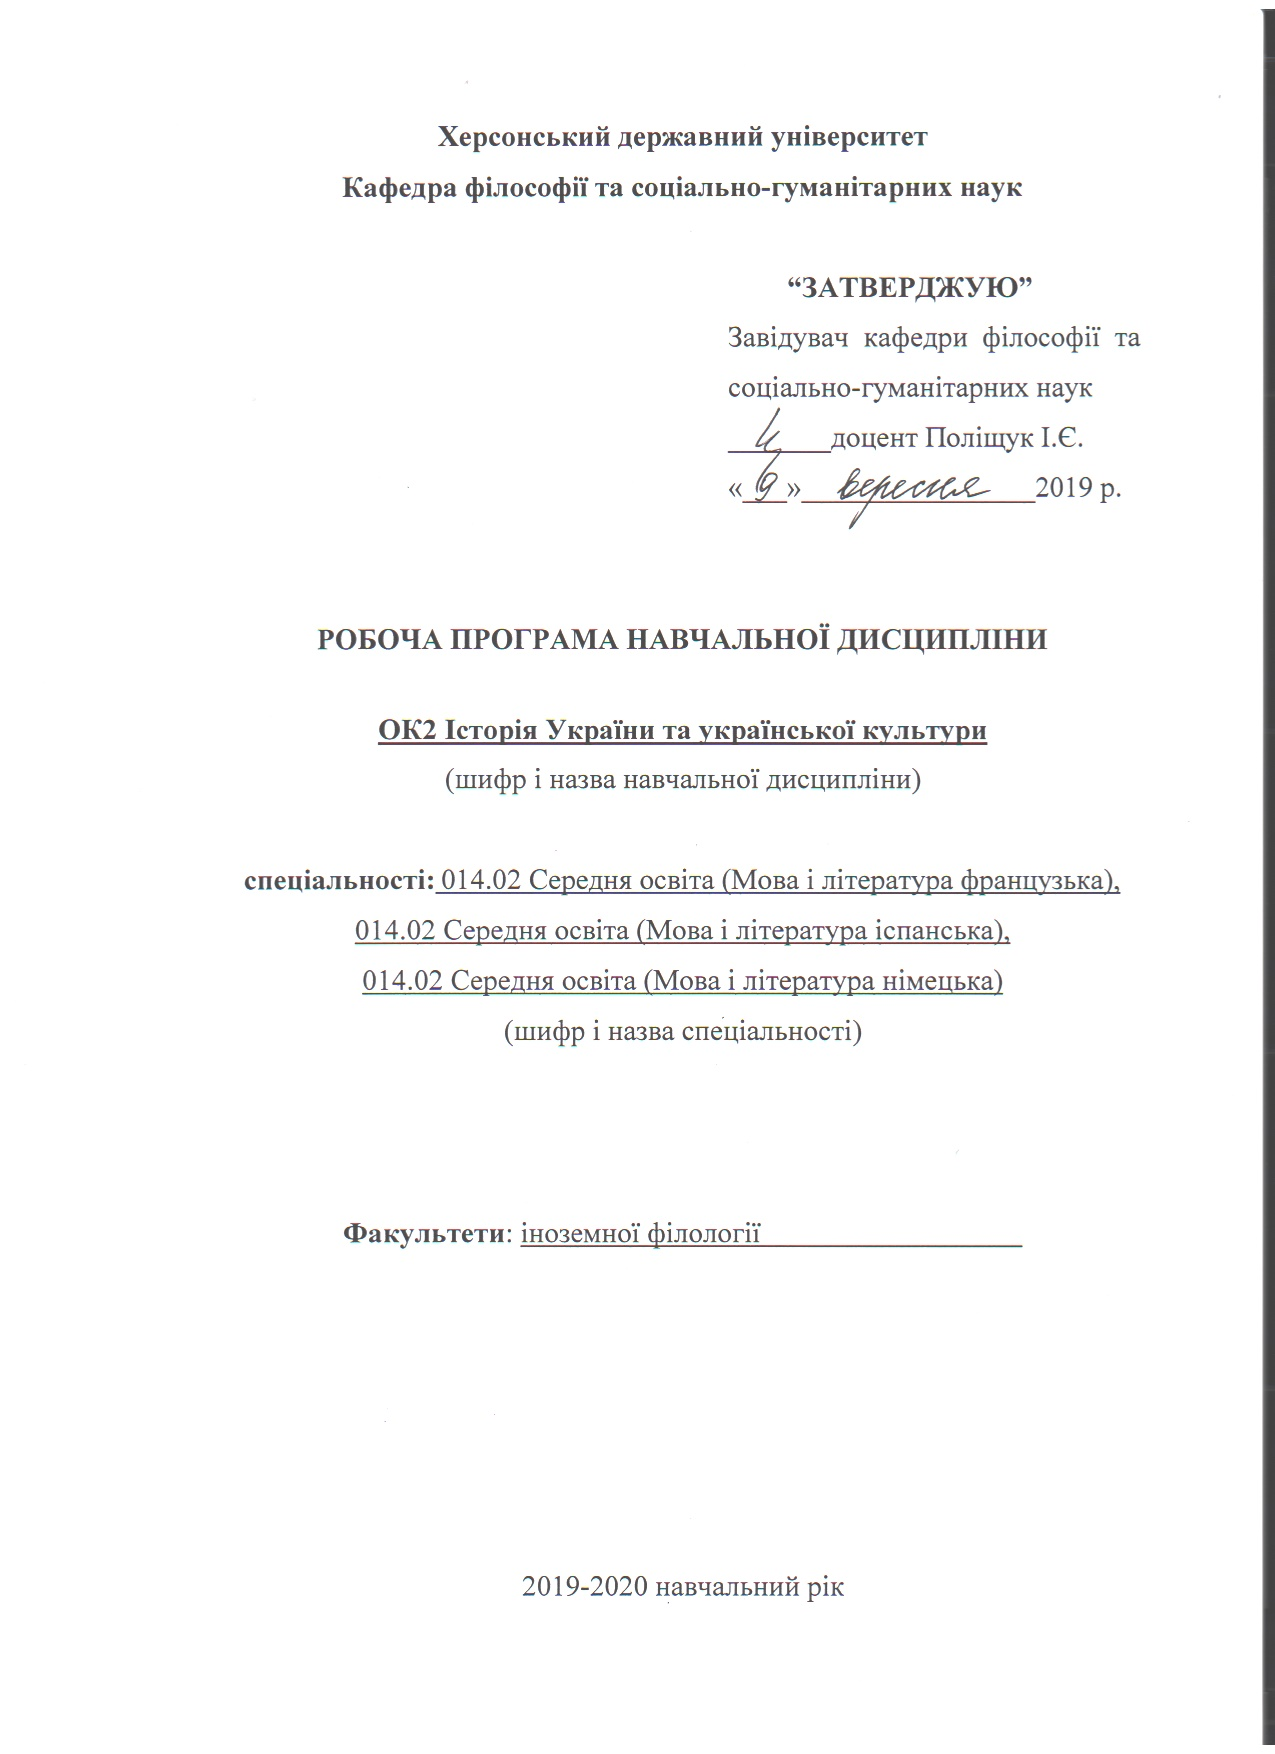 Херсонський державний університет
Кафедра філософії та соціально-гуманітарних наук
“ЗАТВЕРДЖУЮ”
Завідувач кафедри філософії та
соціально-гуманітарних наук
_______доцент Поліщук І.Є.
«9» вересня 2019 р.
РОБОЧА ПРОГРАМА НАВЧАЛЬНОЇ ДИСЦИПЛІНИ
ОК2 Історія України та української культури
(шифр і назва навчальної дисципліни)
спеціальності: 014.02 Середня освіта (Мова і література французька),
014.02 Середня освіта (Мова і література іспанська),
014.02 Середня освіта (Мова і література німецька)
(шифр і назва спеціальності)
Факультети: іноземної філології
2019-2020 навчальний рік